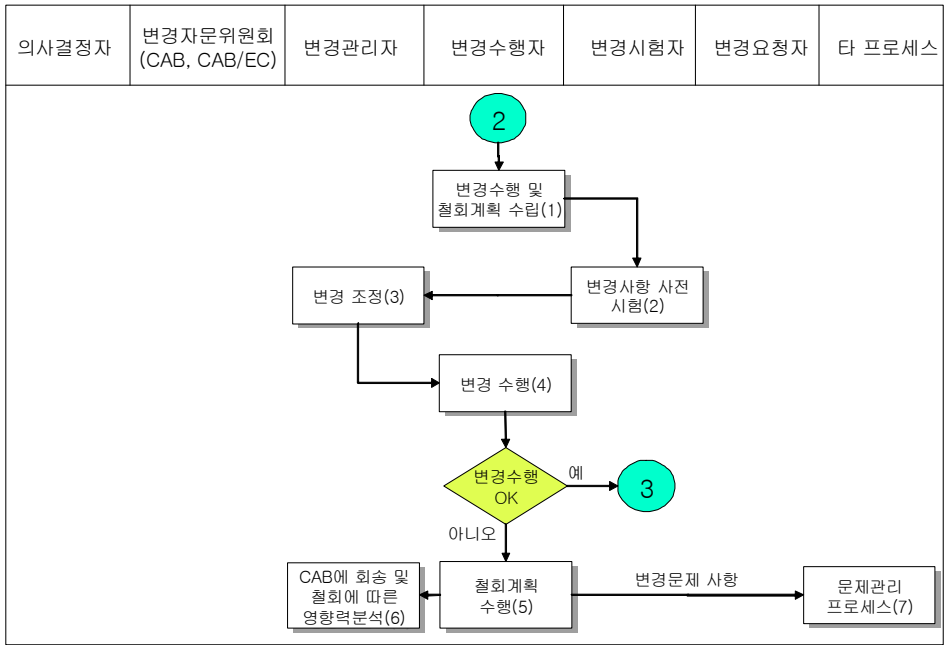 의사결정자
변경자문위원회
(CAB, CAB/EC)
변경관리자
변경수행자
변경시험자
변경요청자
타 프로세스
2
변경수행 및
철회계획 수립(1)
변경사항 사전
시험(2)
변경 조정(3)
변경 수행(4)
변경수행
OK
예
3
아니오
철회계획
수행(5)
CAB에 회송 및
철회에 따른
영향력분석(6)
변경문제 사항
문제관리
프로세스(7)